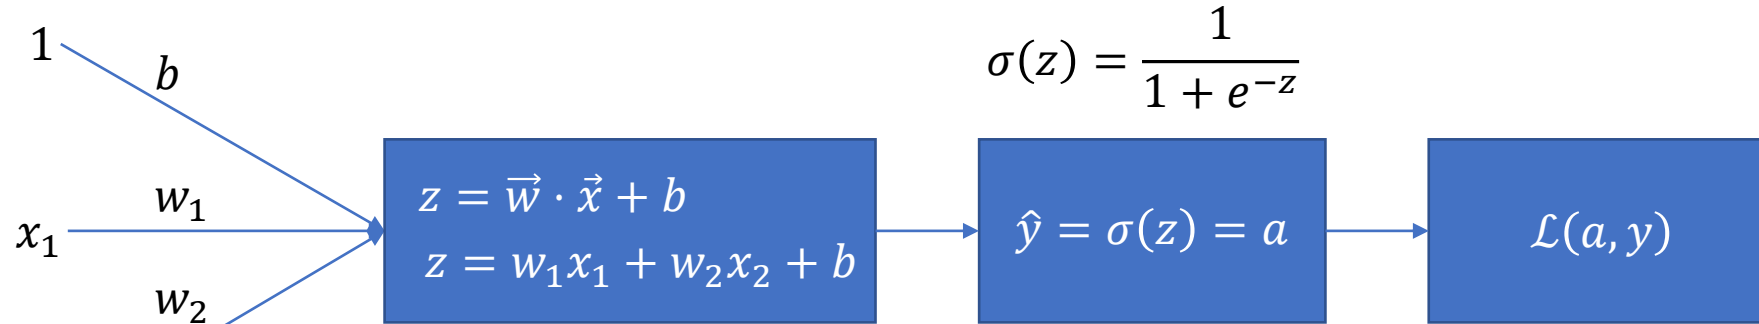 1
b
σ(z) = 1 / (1 + e^{−z})
w₁
x₁
w₂
z = w⃗ · x⃗ + b
z = w₁x₁ + w₂x₂ + b
ŷ = σ(z) = a
ℒ(a, y)